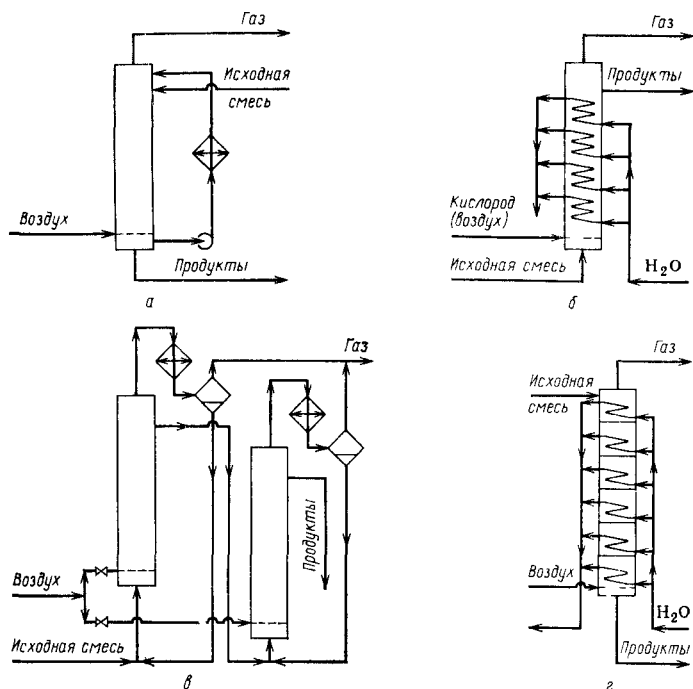 Газ
Исходная
смесь
Воздух
Продукты
а
Газ
Продукты
Кислород
(воздух)
Исходная смесь
H₂O
б
Газ
Продукты
Воздух
Исходная смесь
в
Газ
Исходная
смесь
Воздух
H₂O
Продукты
г